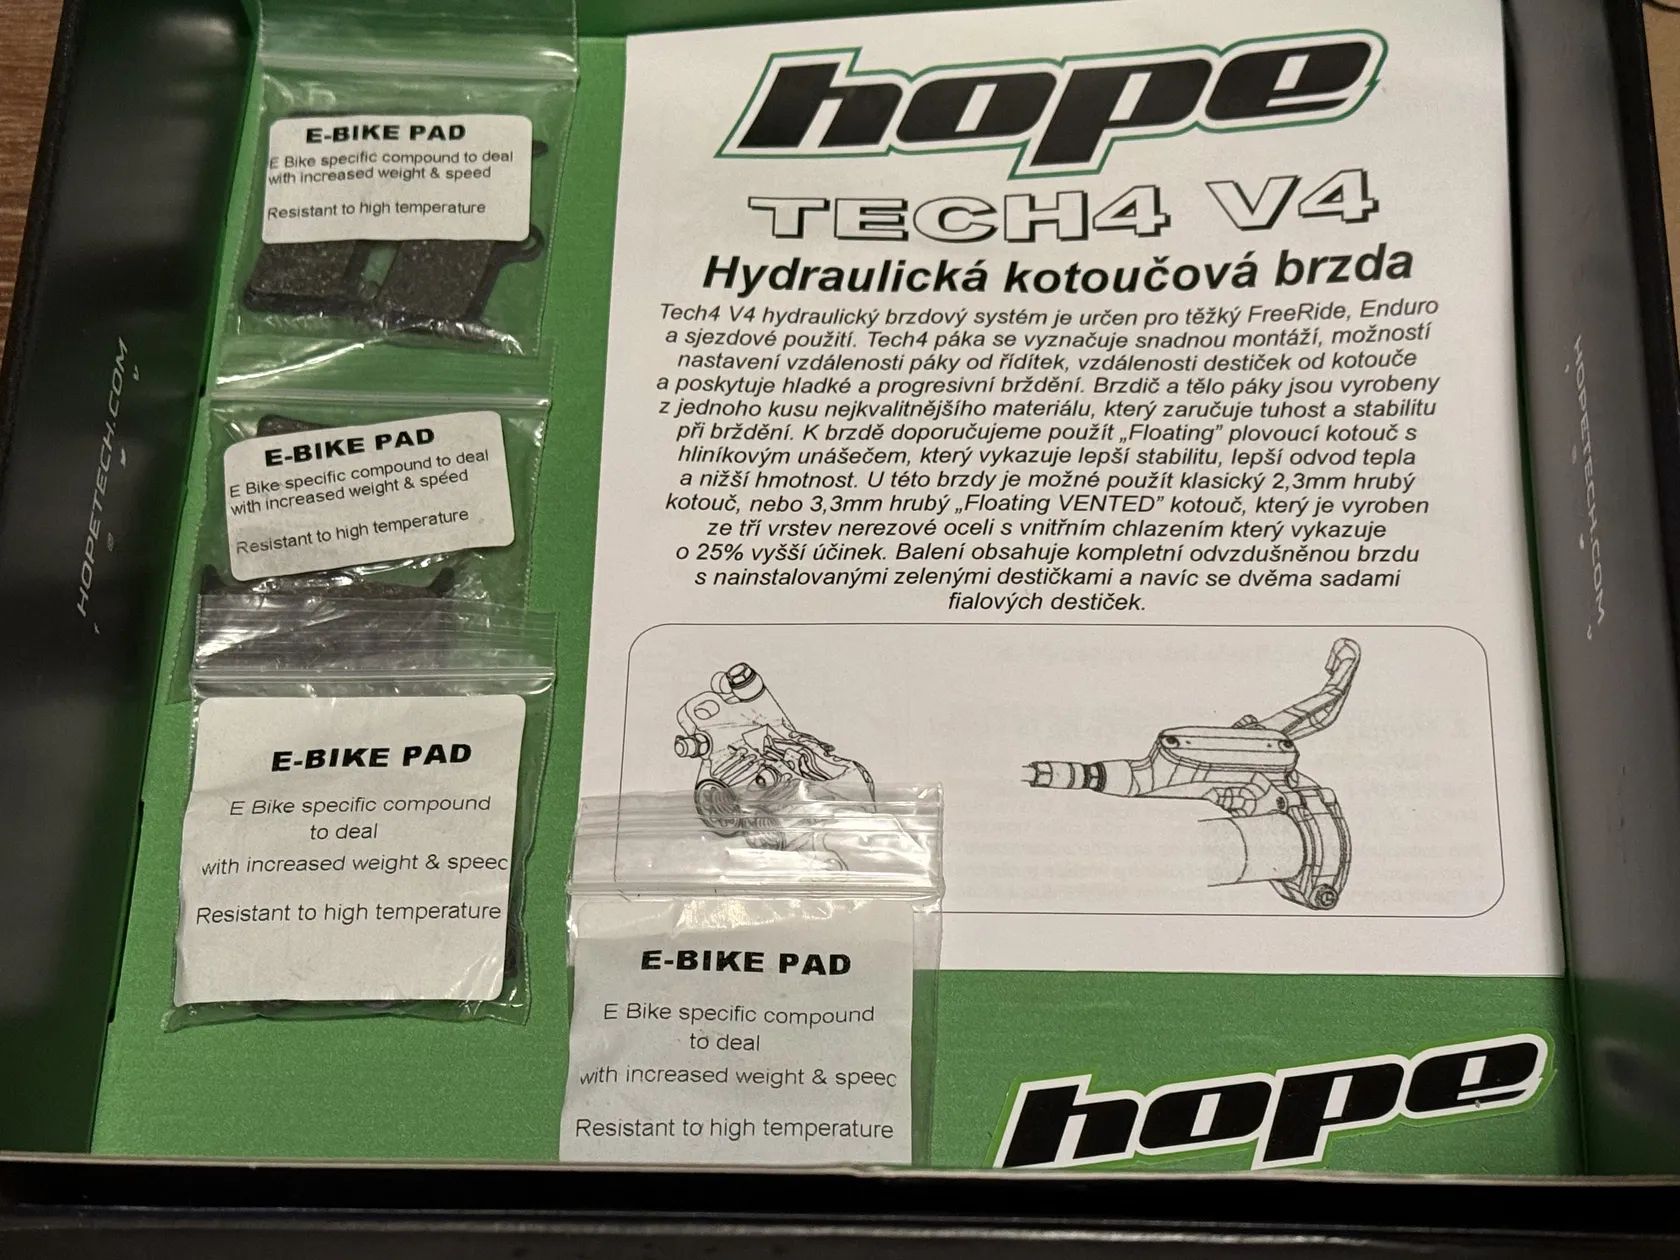 E-BIKE PAD
E Bike specific compound to deal
with increased weight & speed
Resistant to high temperature
E-BIKE PAD
E Bike specific compound to deal
with increased weight & speed
Resistant to high temperature
E-BIKE PAD
E Bike specific compound
to deal
with increased weight & speec
Resistant to high temperature
E-BIKE PAD
E Bike specific compound
to deal
with increased weight & speec
Resistant to high temperature
hope
TECH4 V4
Hydraulická kotoučová brzda
Tech4 V4 hydraulický brzdový systém je určen pro těžký FreeRide, Enduro
a sjezdové použití. Tech4 páka se vyznačuje snadnou montáží, možností
nastavení vzdálenosti páky od řídítek, vzdálenosti destiček od kotouče
a poskytuje hladké a progresivní brždění. Brzdič a tělo páky jsou vyrobeny
z jednoho kusu nejkvalitnějšího materiálu, který zaručuje tuhost a stabilitu
při brždění. K brzdě doporučujeme použít „Floating” plovoucí kotouč s
hliníkovým unášečem, který vykazuje lepší stabilitu, lepší odvod tepla
a nižší hmotnost. U této brzdy je možné použít klasický 2,3mm hrubý
kotouč, nebo 3,3mm hrubý „Floating VENTED” kotouč, který je vyroben
ze tří vrstev nerezové oceli s vnitřním chlazením který vykazuje
o 25% vyšší účinek. Balení obsahuje kompletní odvzdušněnou brzdu
s nainstalovanými zelenými destičkami a navíc se dvěma sadami
fialových destiček.
hope
HOPETECH.COM
HOPETECH.COM